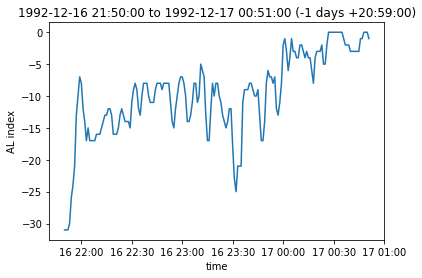 1992-12-16 21:50:00 to 1992-12-17 00:51:00 (-1 days +20:59:00)
0
−5
−10
−15
−20
−25
−30
AL index
16 22:00 16 22:30 16 23:00 16 23:30 17 00:00 17 00:30 17 01:00
time